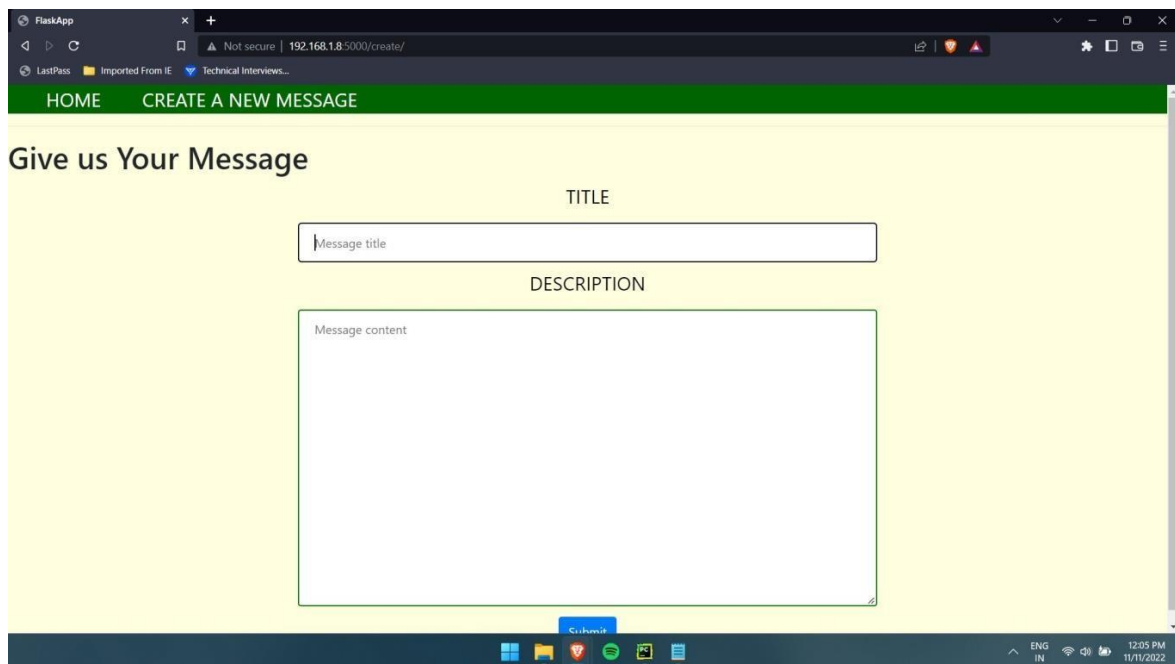 FlaskApp
Not secure | 192.168.1.8:5000/create/
LastPass Imported From IE Technical Interviews...
HOME CREATE A NEW MESSAGE
Give us Your Message
TITLE
Message title
DESCRIPTION
Message content
Submit
ENG 12:05 PM
IN 11/11/2022